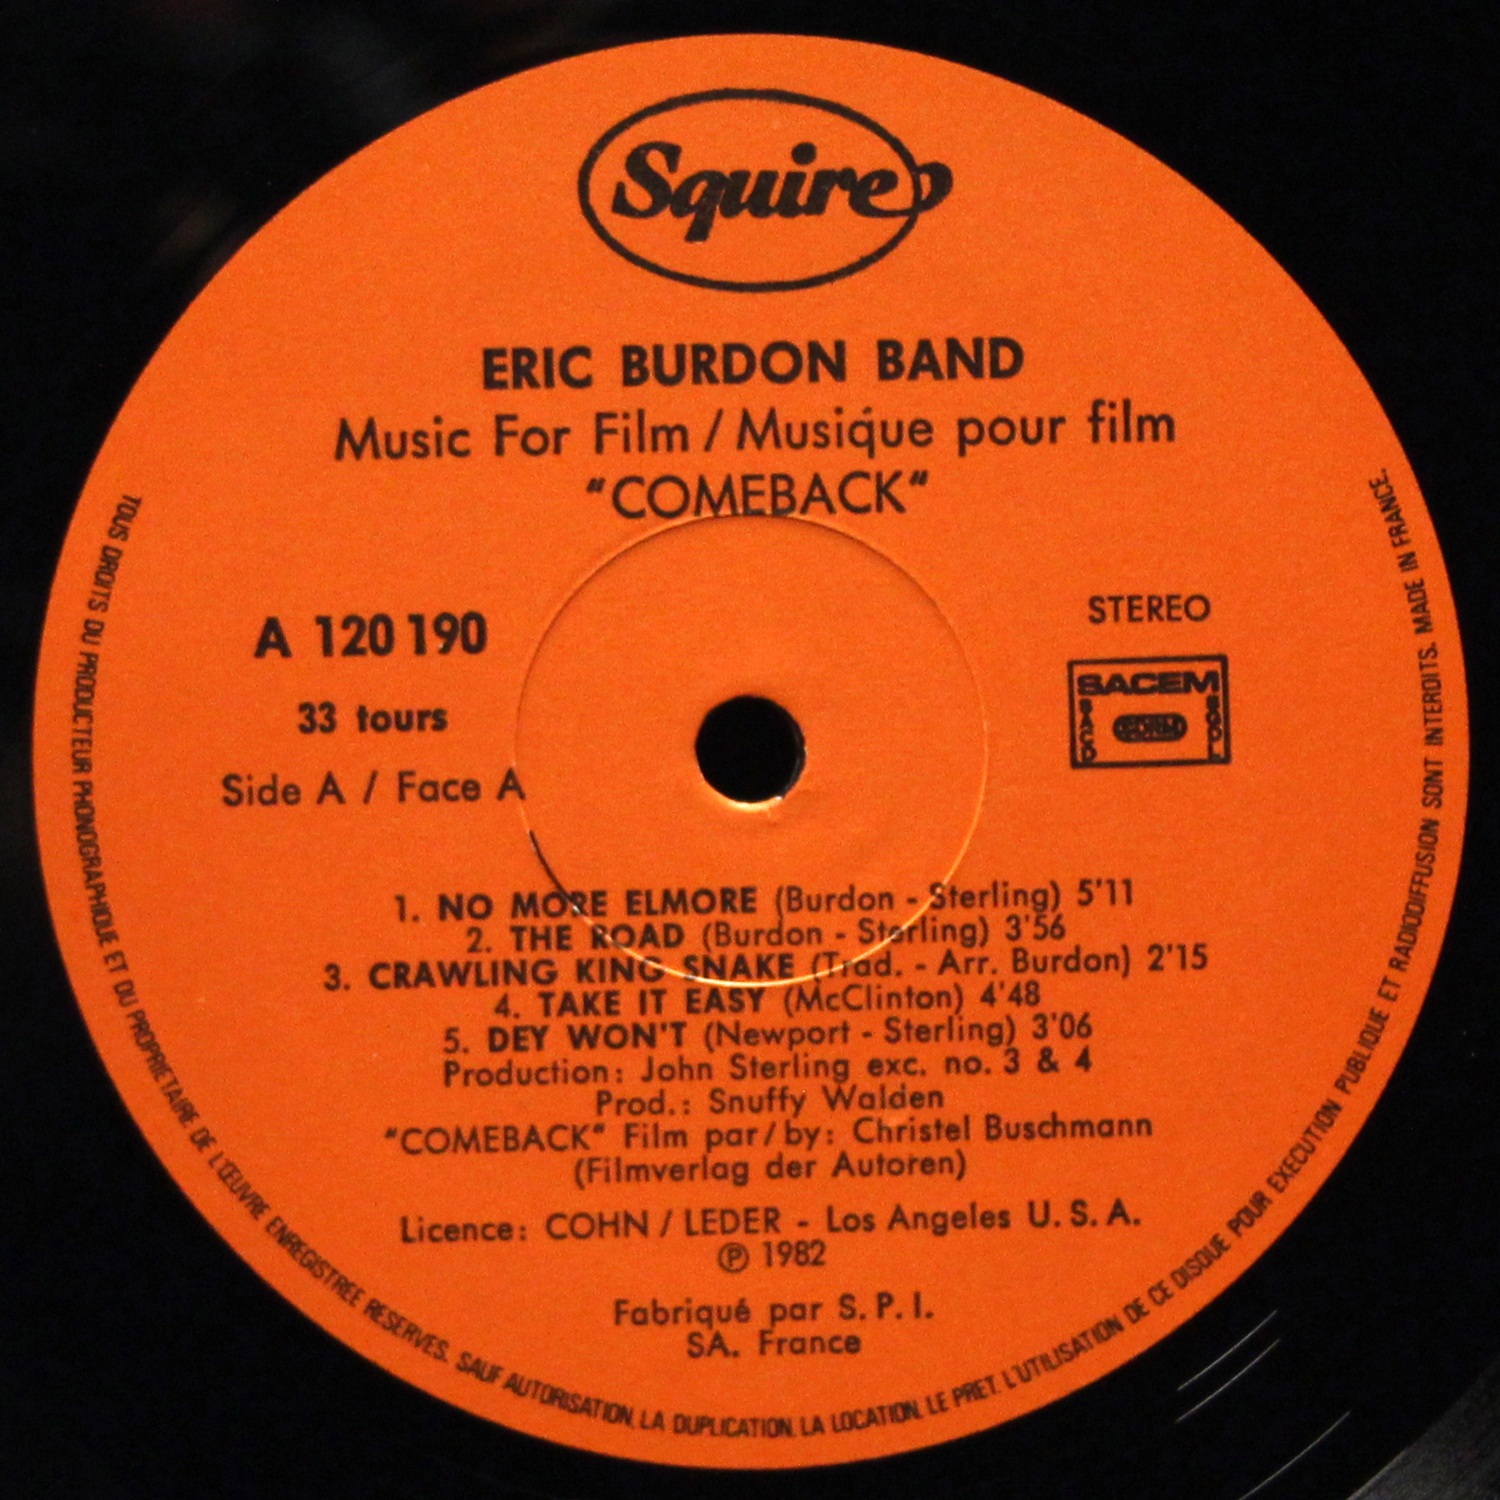 Squire
ERIC BURDON BAND
Music For Film / Musique pour film
"COMEBACK"
A 120 190
33 tours
Side A / Face A
STEREO
SACEM
SACD
SGDL
1. NO MORE ELMORE (Burdon - Sterling) 5'11
2. THE ROAD (Burdon - Sterling) 3'56
3. CRAWLING KING SNAKE (Trad. - Arr. Burdon) 2'15
4. TAKE IT EASY (McClinton) 4'48
5. DEY WON'T (Newport - Sterling) 3'06
Production: John Sterling exc. no. 3 & 4
Prod.: Snuffy Walden
"COMEBACK" Film par/by: Christel Buschmann
(Filmverlag der Autoren)
Licence: COHN / LEDER - Los Angeles U.S.A.
℗ 1982
Fabriqué par S.P.I.
SA. France
TOUS DROITS DU PRODUCTEUR PHONOGRAPHIQUE ET DU PROPRIETAIRE DE L'ŒUVRE ENREGISTREE RESERVES. SAUF AUTORISATION, LA DUPLICATION, LA LOCATION, LE PRET, L'UTILISATION DE CE DISQUE POUR EXECUTION PUBLIQUE ET RADIODIFFUSION SONT INTERDITS. MADE IN FRANCE.